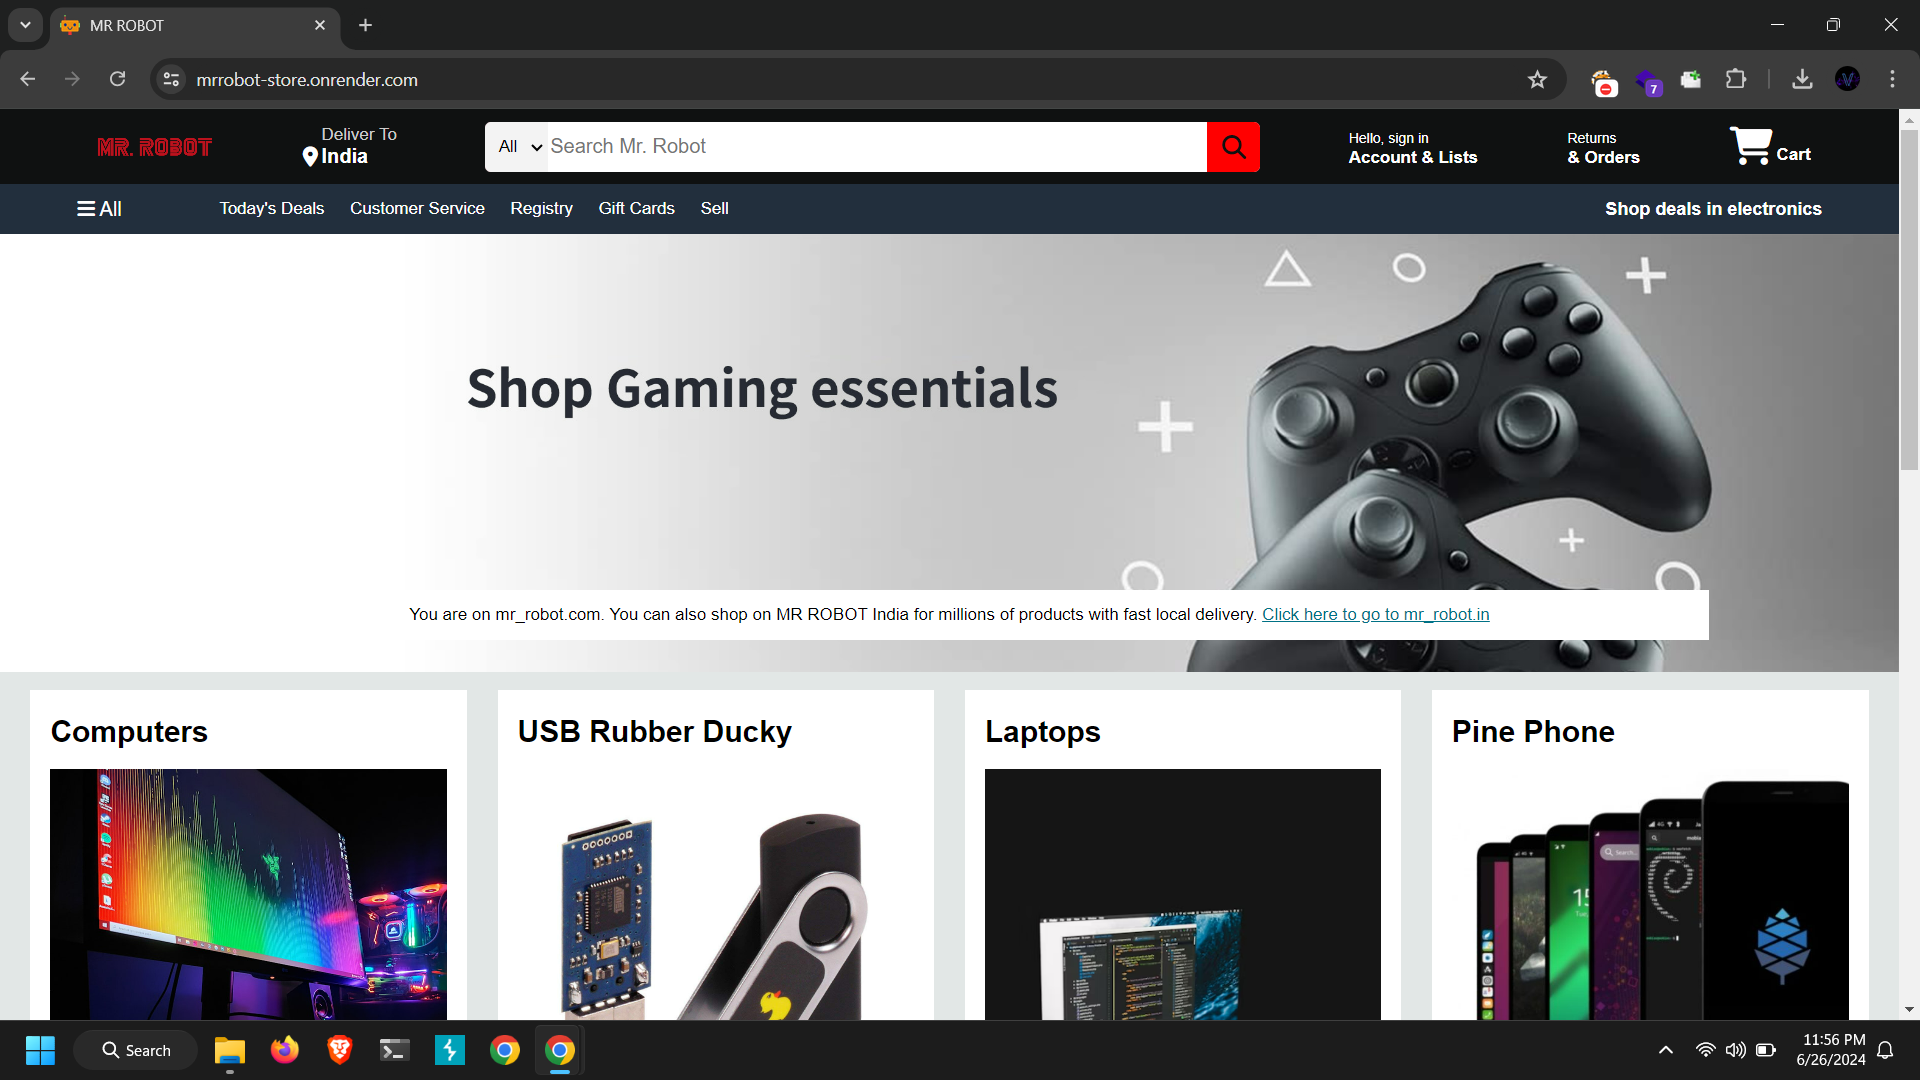 MR ROBOT
mrrobot-store.onrender.com
7
MR. ROBOT
Deliver To
India
All
Search Mr. Robot
Hello, sign in
Account & Lists
Returns
& Orders
Cart
All
Today's Deals
Customer Service
Registry
Gift Cards
Sell
Shop deals in electronics
Shop Gaming essentials
You are on mr_robot.com. You can also shop on MR ROBOT India for millions of products with fast local delivery. Click here to go to mr_robot.in
Computers
USB Rubber Ducky
Laptops
Pine Phone
Search...
Search
11:56 PM
6/26/2024